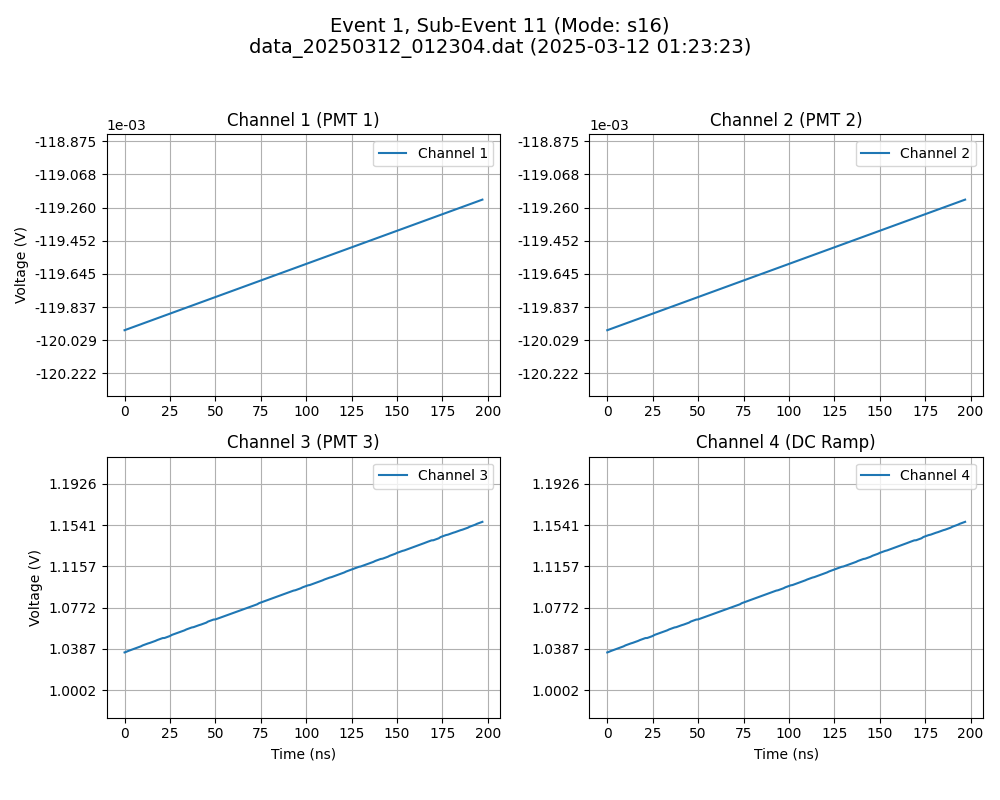 Event 1, Sub-Event 11 (Mode: s16)
data_20250312_012304.dat (2025-03-12 01:23:23)
Channel 1 (PMT 1)
1e-03
Channel 1
-118.875
-119.068
-119.260
-119.452
-119.645
-119.837
-120.029
-120.222
Voltage (V)
0 25 50 75 100 125 150 175 200
Channel 2 (PMT 2)
1e-03
Channel 2
-118.875
-119.068
-119.260
-119.452
-119.645
-119.837
-120.029
-120.222
0 25 50 75 100 125 150 175 200
Channel 3 (PMT 3)
Channel 3
1.1926
1.1541
1.1157
1.0772
1.0387
1.0002
Voltage (V)
0 25 50 75 100 125 150 175 200
Time (ns)
Channel 4 (DC Ramp)
Channel 4
1.1926
1.1541
1.1157
1.0772
1.0387
1.0002
0 25 50 75 100 125 150 175 200
Time (ns)